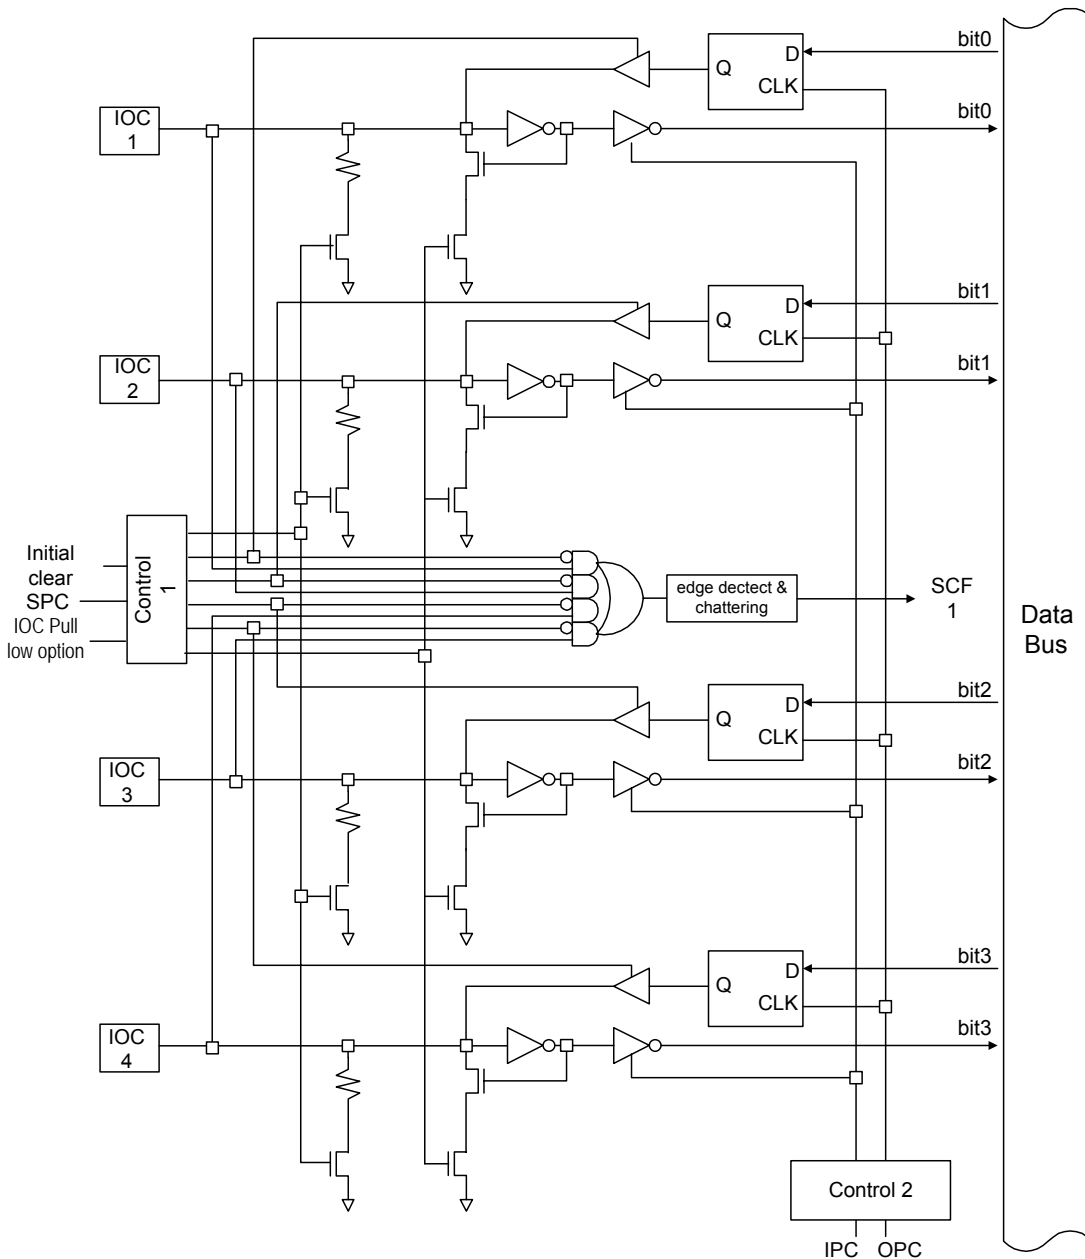 bit0
D
Q
CLK
bit0
IOC
1
bit1
D
Q
CLK
bit1
IOC
2
Initial
clear
SPC
IOC Pull
low option
Control
1
edge dectect &
chattering
SCF
1
Data
Bus
bit2
D
Q
CLK
bit2
IOC
3
bit3
D
Q
CLK
bit3
IOC
4
Control 2
IPC OPC